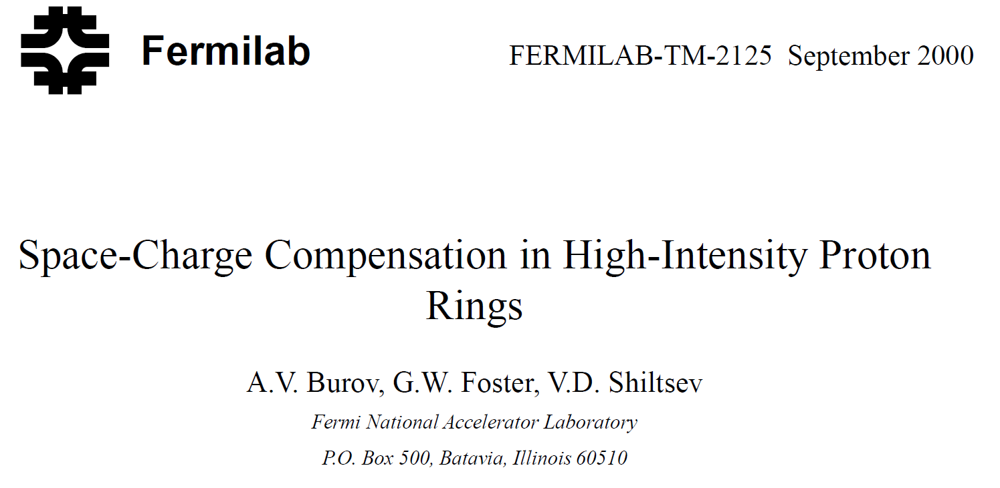 Fermilab FERMILAB-TM-2125 September 2000
Space-Charge Compensation in High-Intensity Proton
Rings
A.V. Burov, G.W. Foster, V.D. Shiltsev
Fermi National Accelerator Laboratory
P.O. Box 500, Batavia, Illinois 60510